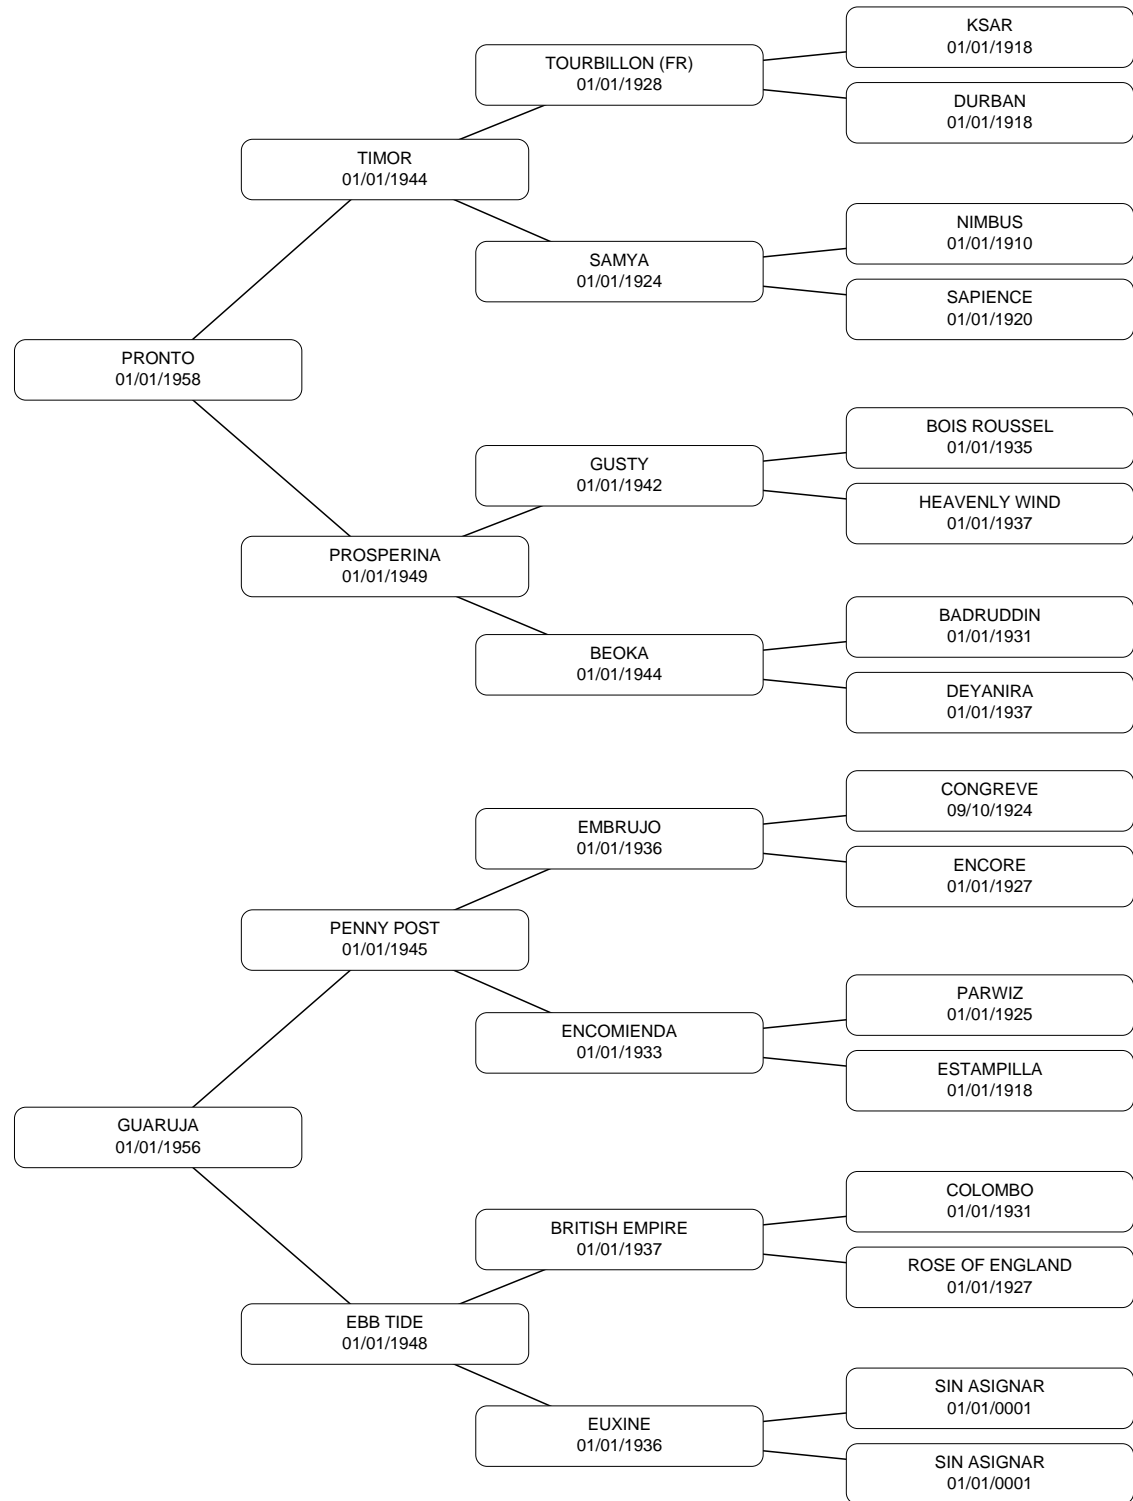 KSAR
01/01/1918
TOURBILLON (FR)
01/01/1928
DURBAN
01/01/1918
TIMOR
01/01/1944
NIMBUS
01/01/1910
SAMYA
01/01/1924
SAPIENCE
01/01/1920
PRONTO
01/01/1958
BOIS ROUSSEL
01/01/1935
GUSTY
01/01/1942
HEAVENLY WIND
01/01/1937
PROSPERINA
01/01/1949
BADRUDDIN
01/01/1931
BEOKA
01/01/1944
DEYANIRA
01/01/1937
CONGREVE
09/10/1924
EMBRUJO
01/01/1936
ENCORE
01/01/1927
PENNY POST
01/01/1945
PARWIZ
01/01/1925
ENCOMIENDA
01/01/1933
ESTAMPILLA
01/01/1918
GUARUJA
01/01/1956
COLOMBO
01/01/1931
BRITISH EMPIRE
01/01/1937
ROSE OF ENGLAND
01/01/1927
EBB TIDE
01/01/1948
SIN ASIGNAR
01/01/0001
EUXINE
01/01/1936
SIN ASIGNAR
01/01/0001